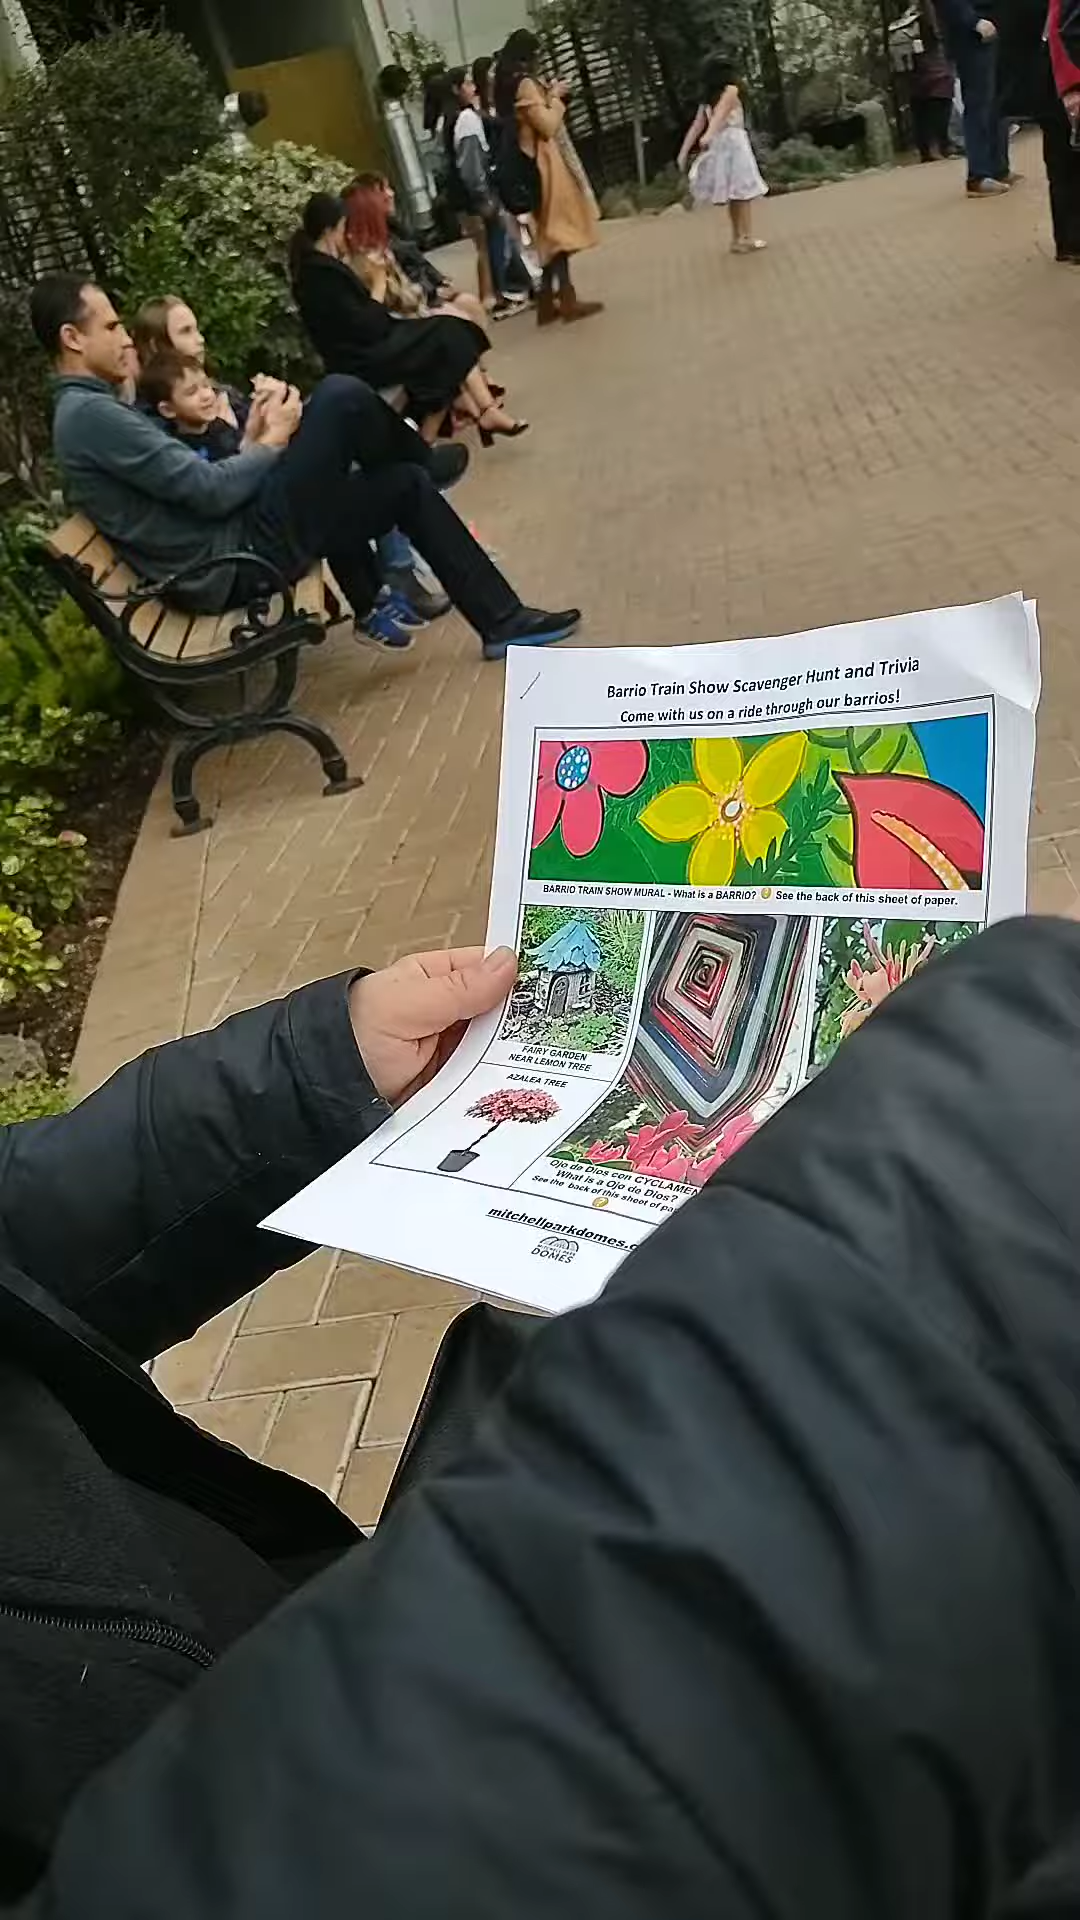 Barrio Train Show Scavenger Hunt and Trivia
Come with us on a ride through our barrios!
BARRIO TRAIN SHOW MURAL - What is a BARRIO? See the back of this sheet of paper.
FAIRY GARDEN
NEAR LEMON TREE
AZALEA TREE
Ojo de Dios con CYCLAMEN
What is a Ojo de Dios?
See the back of this sheet of
mitchellparkdomes.
DOMES